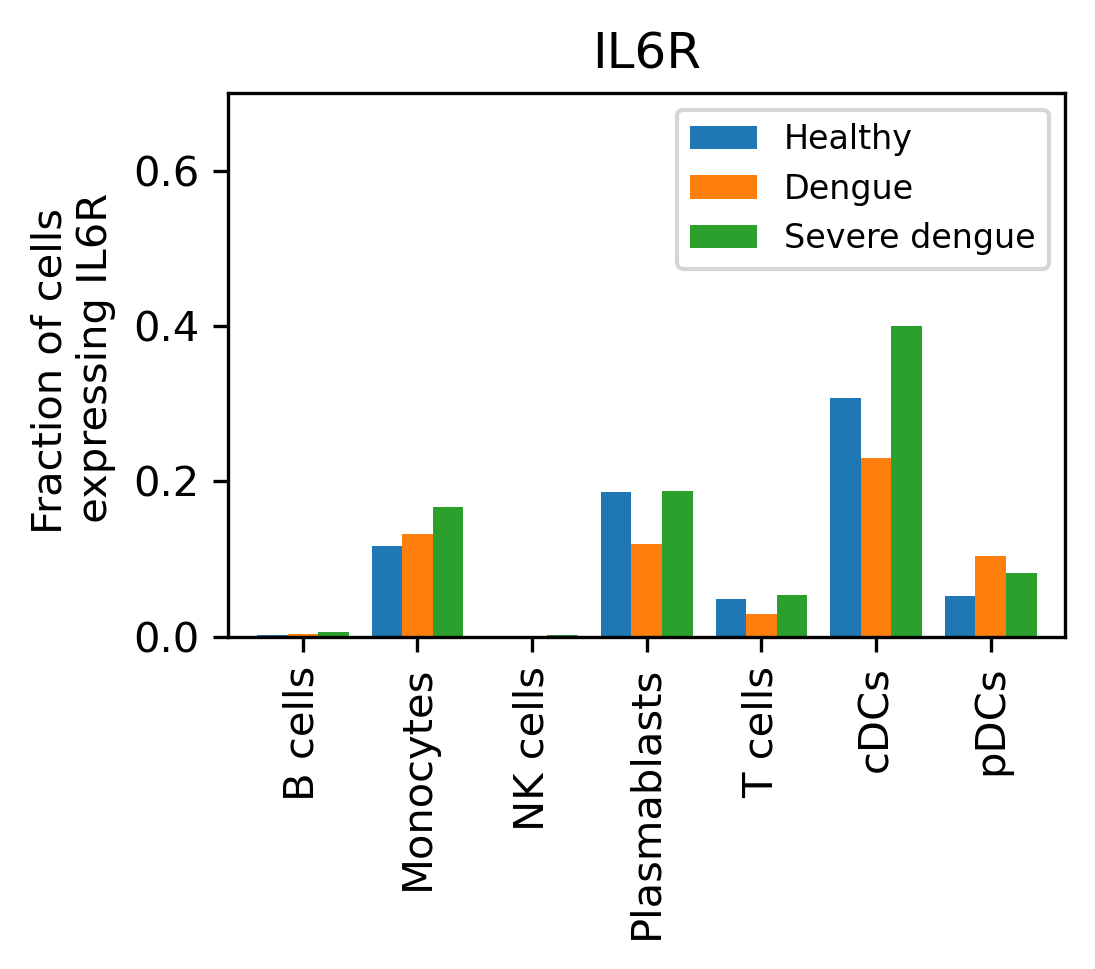 IL6R
Healthy
Dengue
Severe dengue
Fraction of cells
expressing IL6R
0.6
0.4
0.2
0.0
B cells
Monocytes
NK cells
Plasmablasts
T cells
cDCs
pDCs